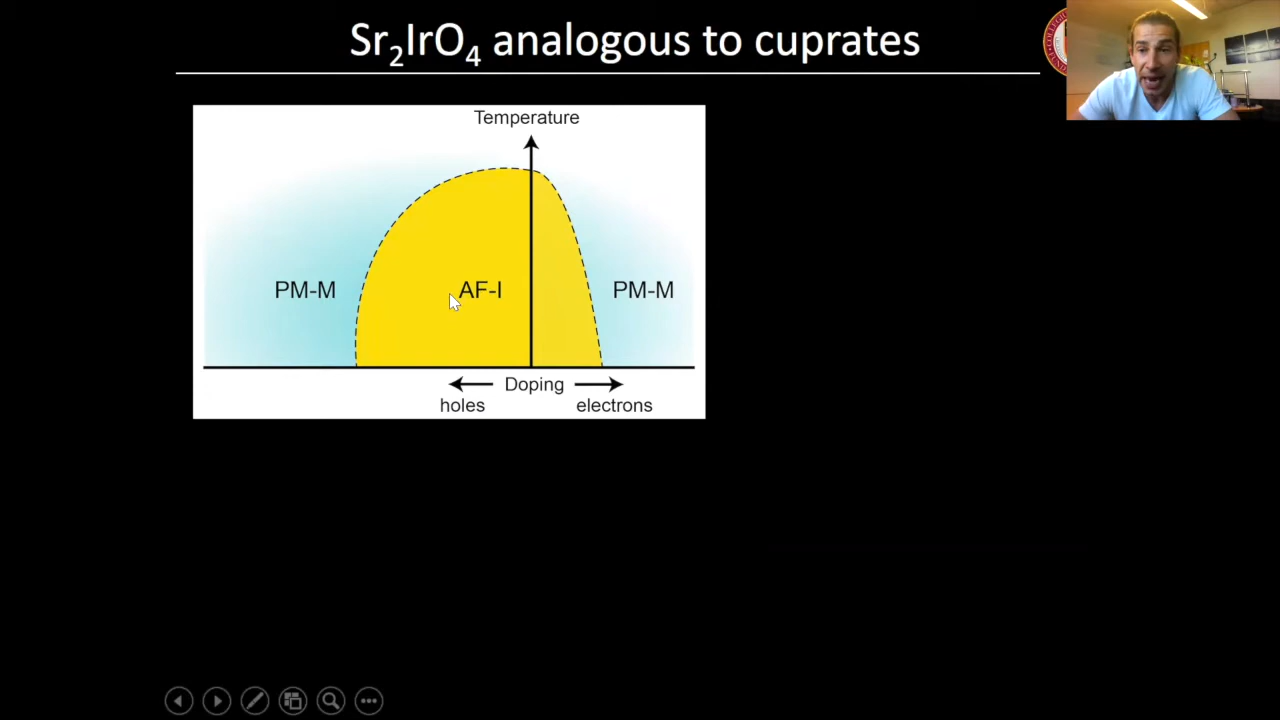 Sr₂IrO₄ analogous to cuprates
Temperature
PM-M
AF-I
PM-M
Doping
holes
electrons